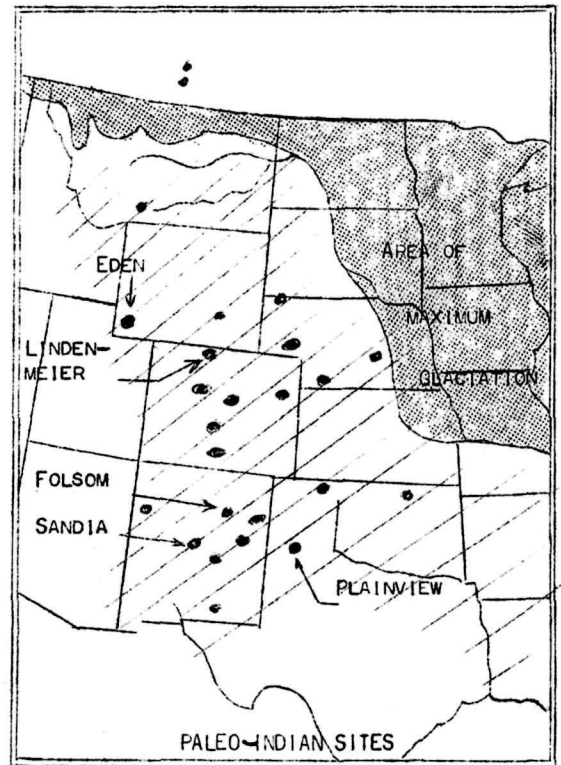 AREA OF
EDEN
MAXIMUM
LINDEN-
MEIER
GLACIATION
FOLSOM
SANDIA
PLAINVIEW
PALEO-INDIAN SITES